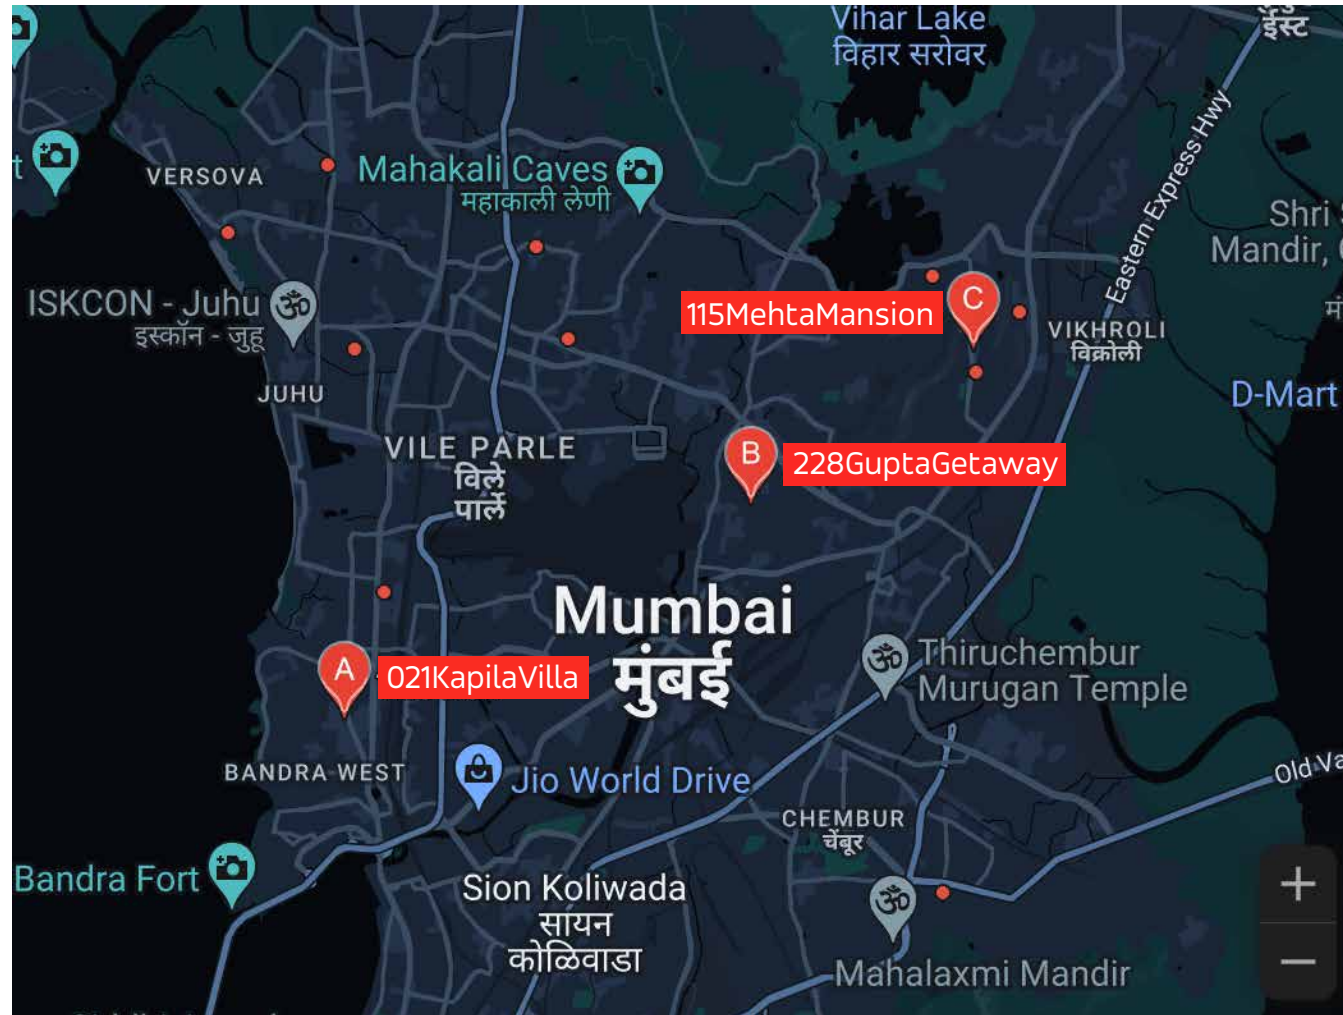 Vihar Lake
विहार सरोवर
ईस्ट
VERSOVA
Mahakali Caves
महाकाली लेणी
Eastern Express Hwy
Shri
Mandir,
ISKCON - Juhu
इस्कॉन - जुहू
115MehtaMansion
C
VIKHROLI
विक्रोली
JUHU
D-Mart
VILE PARLE
विले
पार्ले
B
228GuptaGetaway
Mumbai
मुंबई
A
021KapilaVilla
Thiruchembur
Murugan Temple
BANDRA WEST
Jio World Drive
Old Va
CHEMBUR
चेंबूर
Bandra Fort
Sion Koliwada
सायन
कोळिवाडा
Mahalaxmi Mandir